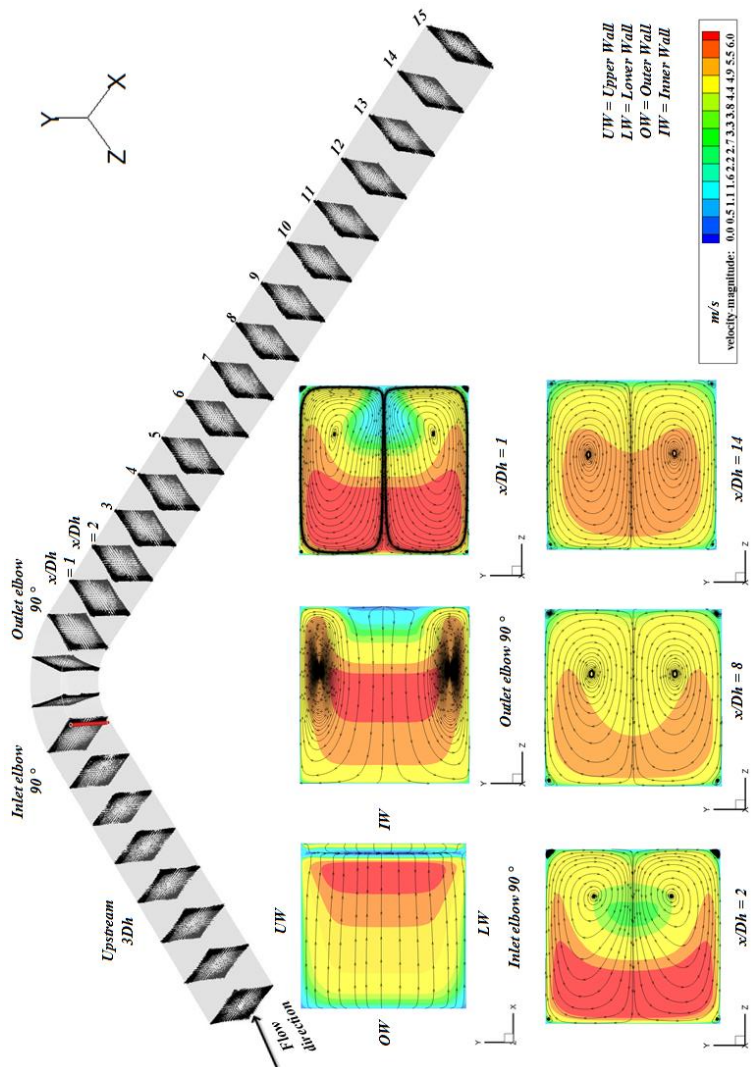 Y
X
Z
Flow
direction
Upstream
3Dh
Inlet elbow
90 °
Outlet elbow
90 °
x/Dh
= 1
x/Dh
= 2
3
4
5
6
7
8
9
10
11
12
13
14
15
UW
OW
LW
IW
Y
X
Inlet elbow 90 °
Y
X
Z
Outlet elbow 90 °
Y
X
Z
x/Dh = 1
Y
X
Z
x/Dh = 2
Y
X
Z
x/Dh = 8
Y
X
Z
x/Dh = 14
UW = Upper Wall
LW = Lower Wall
OW = Outer Wall
IW = Inner Wall
m/s
velocity-magnitude: 0.0 0.5 1.1 1.6 2.2 2.7 3.3 3.8 4.4 4.9 5.5 6.0